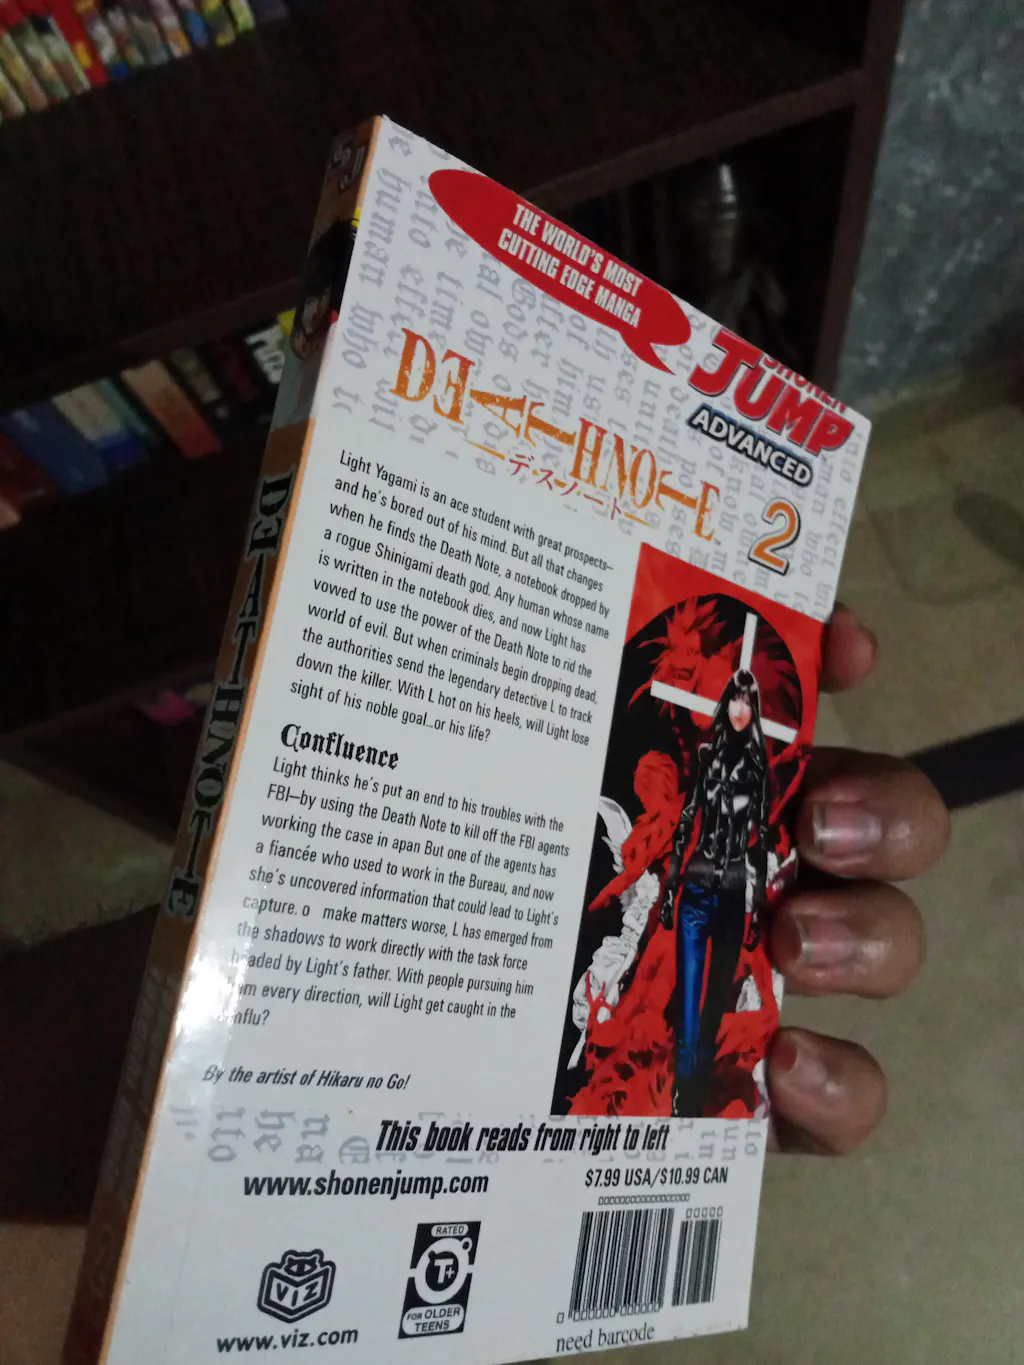 THE WORLD'S MOST
CUTTING EDGE MANGA
SHONEN
JUMP
ADVANCED
DEATH NOTE
デス・ノート
2
Light Yagami is an ace student with great prospects—
and he's bored out of his mind. But all that changes
when he finds the Death Note, a notebook dropped by
a rogue Shinigami death god. Any human whose name
is written in the notebook dies, and now Light has
vowed to use the power of the Death Note to rid the
world of evil. But when criminals begin dropping dead,
the authorities send the legendary detective L to track
down the killer. With L hot on his heels, will Light lose
sight of his noble goal...or his life?
Confluence
Light thinks he's put an end to his troubles with the
FBI—by using the Death Note to kill off the FBI agents
working the case in apan But one of the agents has
a fiancée who used to work in the Bureau, and now
she's uncovered information that could lead to Light's
capture. o make matters worse, L has emerged from
the shadows to work directly with the task force
headed by Light's father. With people pursuing him
from every direction, will Light get caught in the
conflu?
By the artist of Hikaru no Go!
This book reads from right to left
www.shonenjump.com
$7.99 USA/$10.99 CAN
VIZ
www.viz.com
RATED
T+
FOR OLDER
TEENS
need barcode
SJ
DEATH NOTE